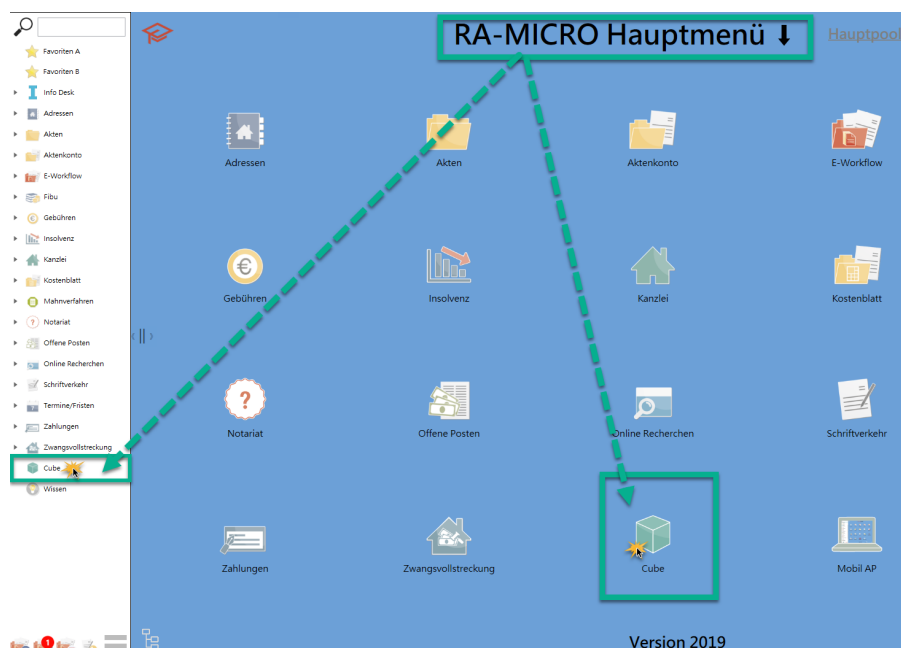 RA-MICRO Hauptmenü ⬇
Hauptpool
Favoriten A
Favoriten B
Info Desk
Adressen
Akten
Aktenkonto
E-Workflow
Fibu
Gebühren
Insolvenz
Kanzlei
Kostenblatt
Mahnverfahren
Notariat
Offene Posten
Online Recherchen
Schriftverkehr
Termine/Fristen
Zahlungen
Zwangsvollstreckung
Cube
Wissen
1
Adressen
Akten
Aktenkonto
E-Workflow
Gebühren
Insolvenz
Kanzlei
Kostenblatt
Notariat
Offene Posten
Online Recherchen
Schriftverkehr
Zahlungen
Zwangsvollstreckung
Cube
Mobil AP
Version 2019